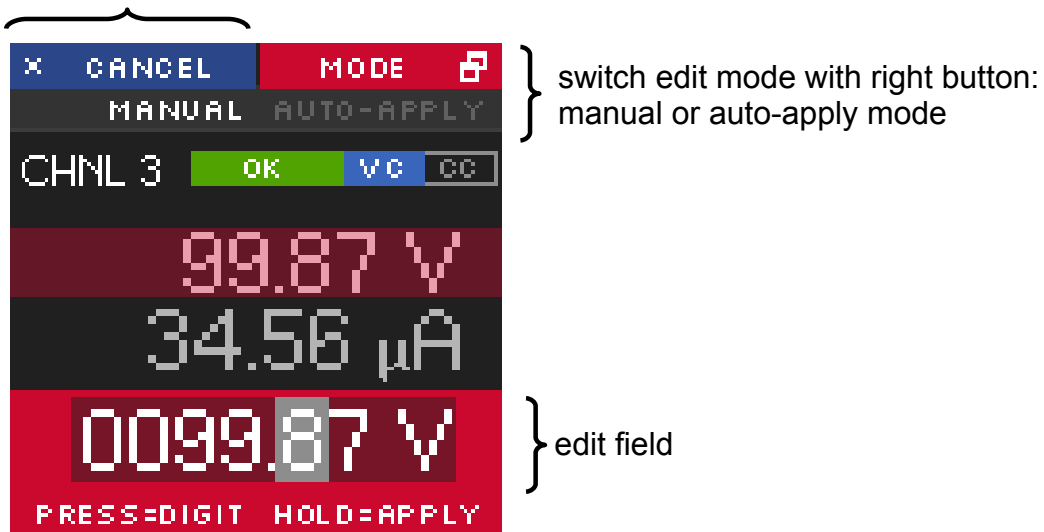 × CANCEL MODE
MANUAL AUTO-APPLY
switch edit mode with right button:
manual or auto-apply mode
CHNL 3 OK VC CC
99.87 V
34.56 µA
0099.87 V
edit field
PRESS=DIGIT HOLD=APPLY